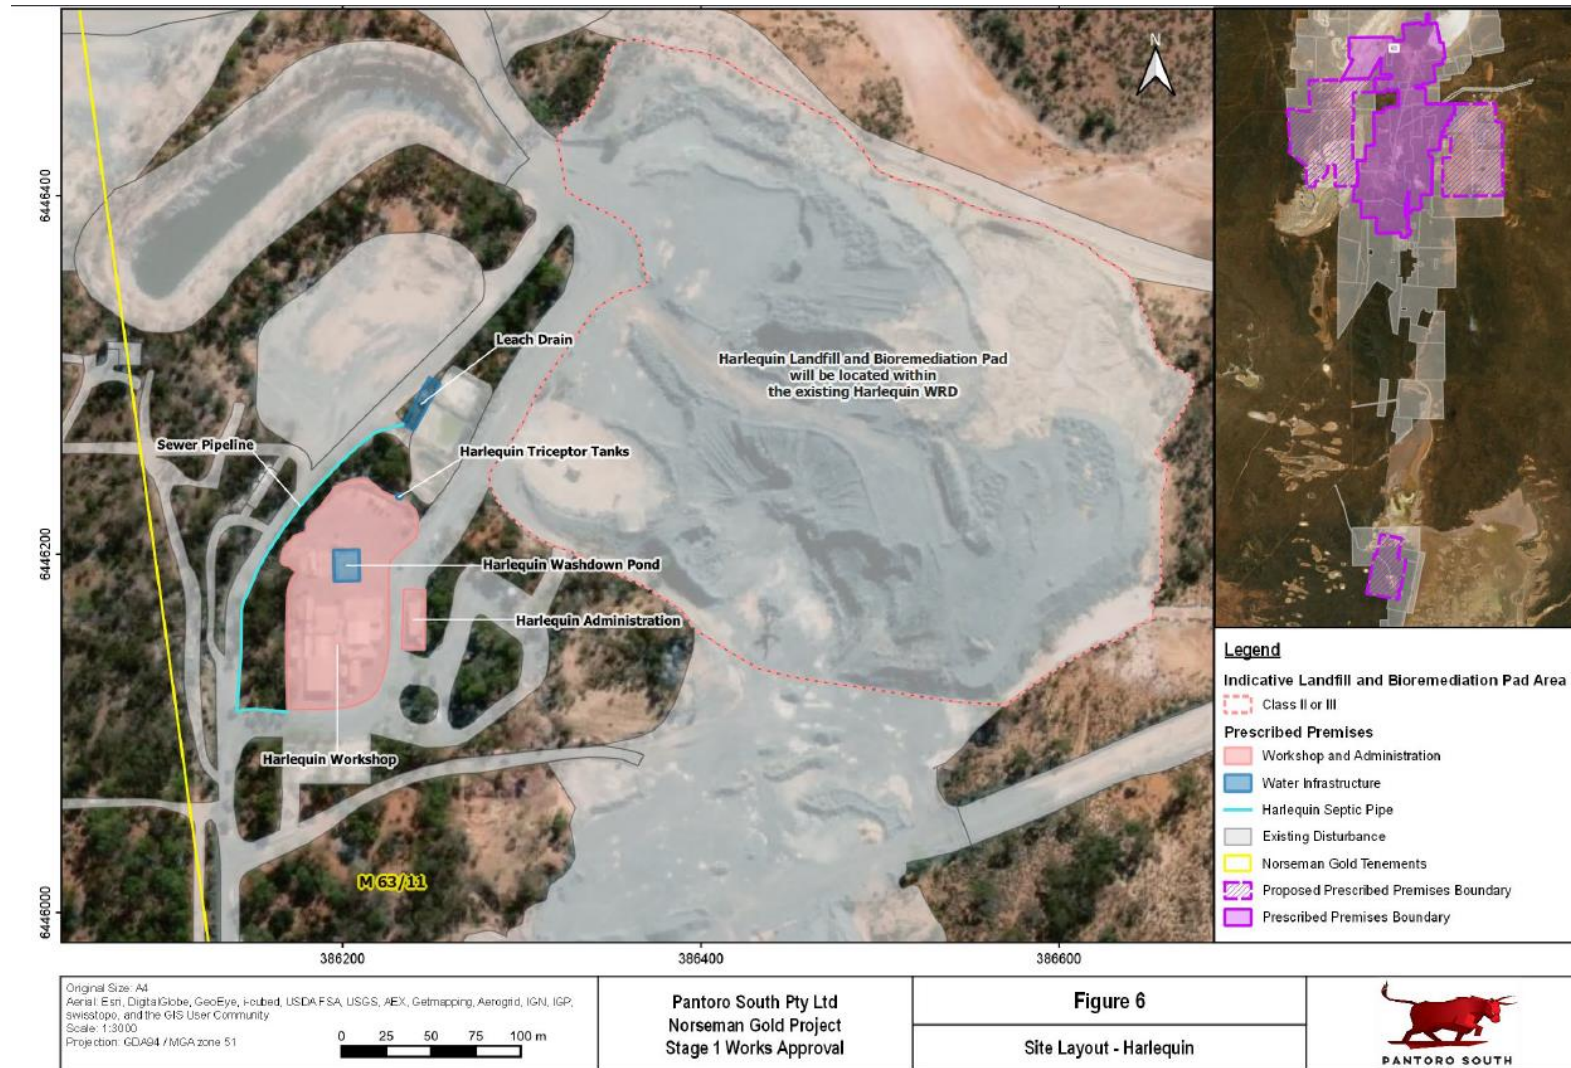 N
6446400
6446200
6446000
386200
386400
386600
Leach Drain
Sewer Pipeline
Harlequin Triceptor Tanks
Harlequin Washdown Pond
Harlequin Administration
Harlequin Workshop
Harlequin Landfill and Bioremediation Pad
will be located within
the existing Harlequin WRD
M 63/11
Legend
Indicative Landfill and Bioremediation Pad Area
Class II or III
Prescribed Premises
Workshop and Administration
Water Infrastructure
Harlequin Septic Pipe
Existing Disturbance
Norseman Gold Tenements
Proposed Prescribed Premises Boundary
Prescribed Premises Boundary
Original Size: A4
Aerial: Esri, DigitalGlobe, GeoEye, i-cubed, USDA FSA, USGS, AEX, Getmapping, Aerogrid, IGN, IGP,
swisstopo, and the GIS User Community
Scale: 1:3000
Projection: GDA94 / MGA zone 51
0 25 50 75 100 m
Pantoro South Pty Ltd
Norseman Gold Project
Stage 1 Works Approval
Figure 6
Site Layout - Harlequin
PANTORO SOUTH